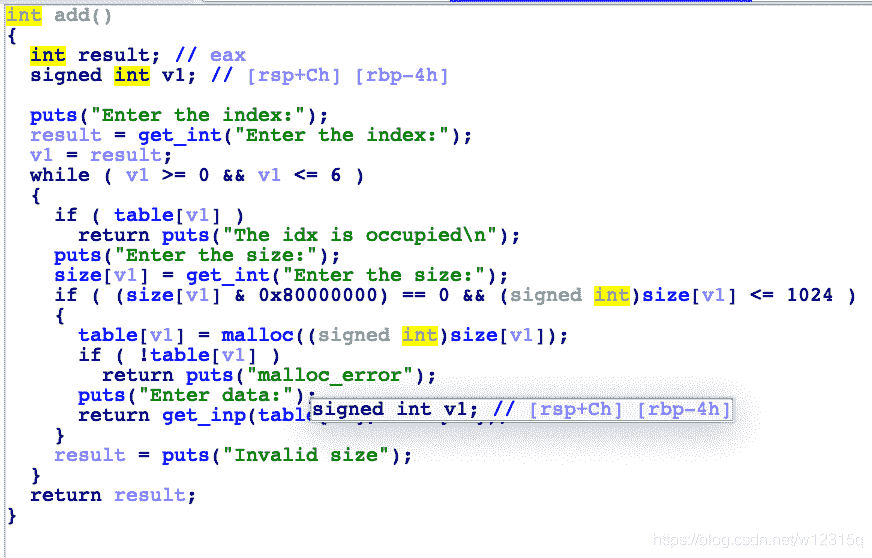 int add()
{
int result; // eax
signed int v1; // [rsp+Ch] [rbp-4h]
puts("Enter the index:");
result = get_int("Enter the index:");
v1 = result;
while ( v1 >= 0 && v1 <= 6 )
{
if ( table[v1] )
return puts("The idx is occupied\n");
puts("Enter the size:");
size[v1] = get_int("Enter the size:");
if ( (size[v1] & 0x80000000) == 0 && (signed int)size[v1] <= 1024 )
{
table[v1] = malloc((signed int)size[v1]);
if ( !table[v1] )
return puts("malloc_error");
puts("Enter data:");
return get_inp(tabl
signed int v1; // [rsp+Ch] [rbp-4h]
}
result = puts("Invalid size");
}
return result;
}
https://blog.csdn.net/w12315q